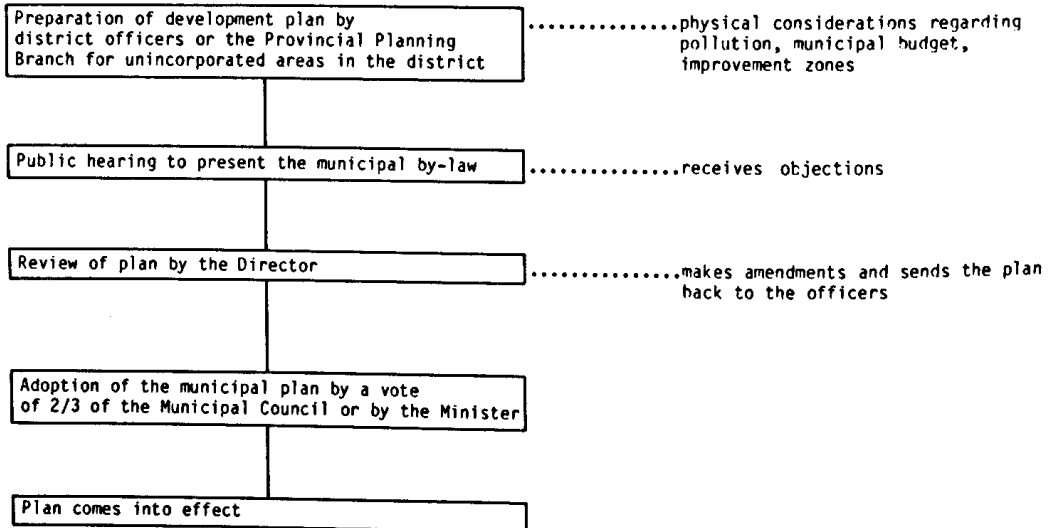 Preparation of development plan by
district officers or the Provincial Planning
Branch for unincorporated areas in the district
...............physical considerations regarding
pollution, municipal budget,
improvement zones
Public hearing to present the municipal by-law
...............receives objections
Review of plan by the Director
...............makes amendments and sends the plan
back to the officers
Adoption of the municipal plan by a vote
of 2/3 of the Municipal Council or by the Minister
Plan comes into effect